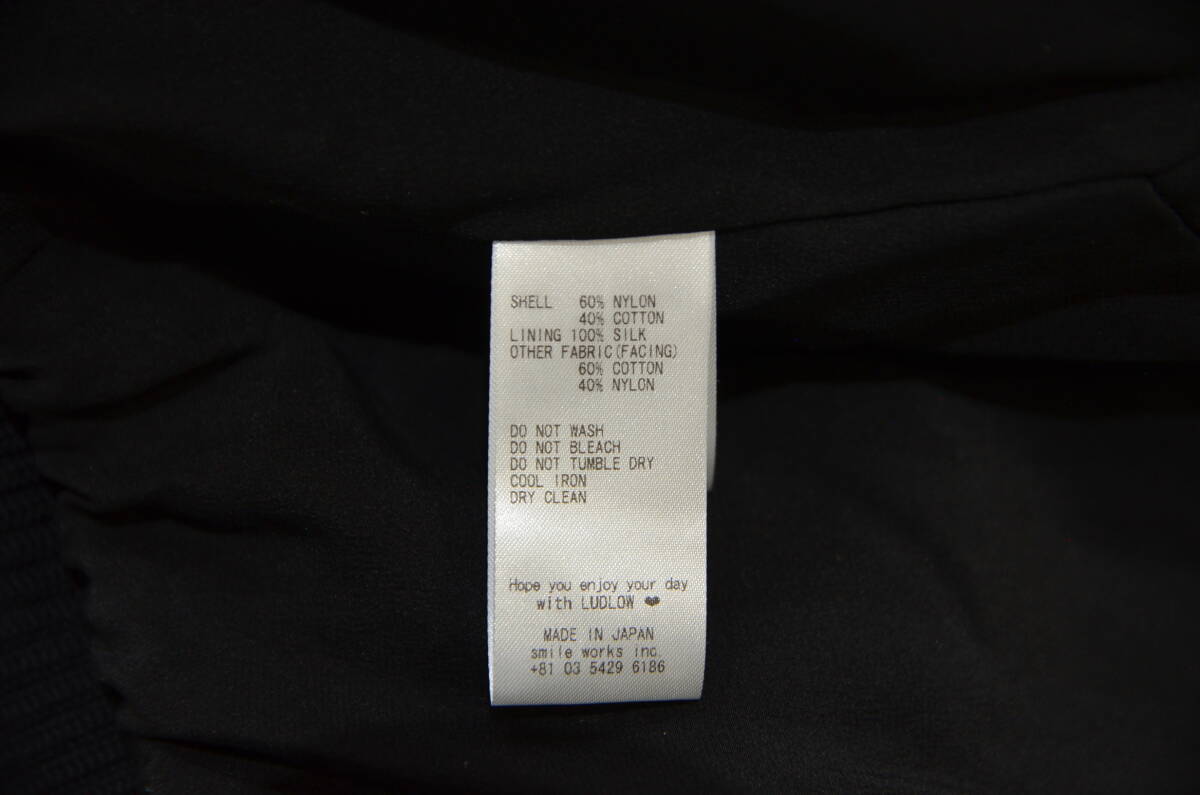 SHELL 60% NYLON
40% COTTON
LINING 100% SILK
OTHER FABRIC(FACING)
60% COTTON
40% NYLON
DO NOT WASH
DO NOT BLEACH
DO NOT TUMBLE DRY
COOL IRON
DRY CLEAN
Hope you enjoy your day
with LUDLOW ❤
MADE IN JAPAN
smile works inc.
+81 03 5429 6186